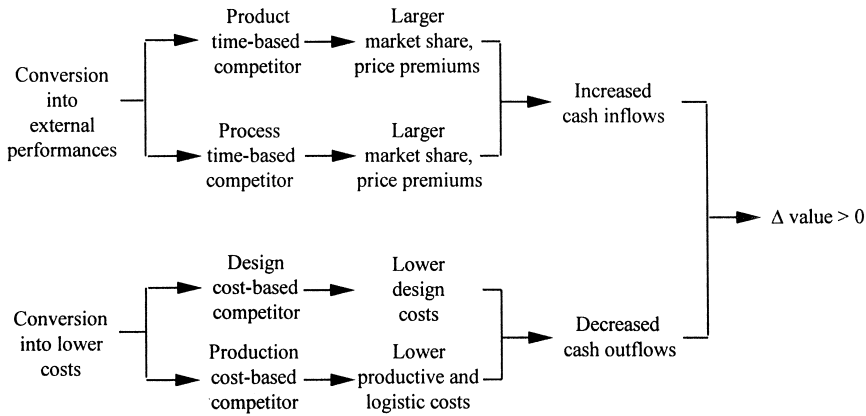 Conversion
into
external
performances
Product
time-based
competitor
Larger
market share,
price premiums
Process
time-based
competitor
Larger
market share,
price premiums
Increased
cash inflows
Δ value > 0
Conversion
into lower
costs
Design
cost-based
competitor
Lower
design
costs
Production
cost-based
competitor
Lower
productive and
logistic costs
Decreased
cash outflows